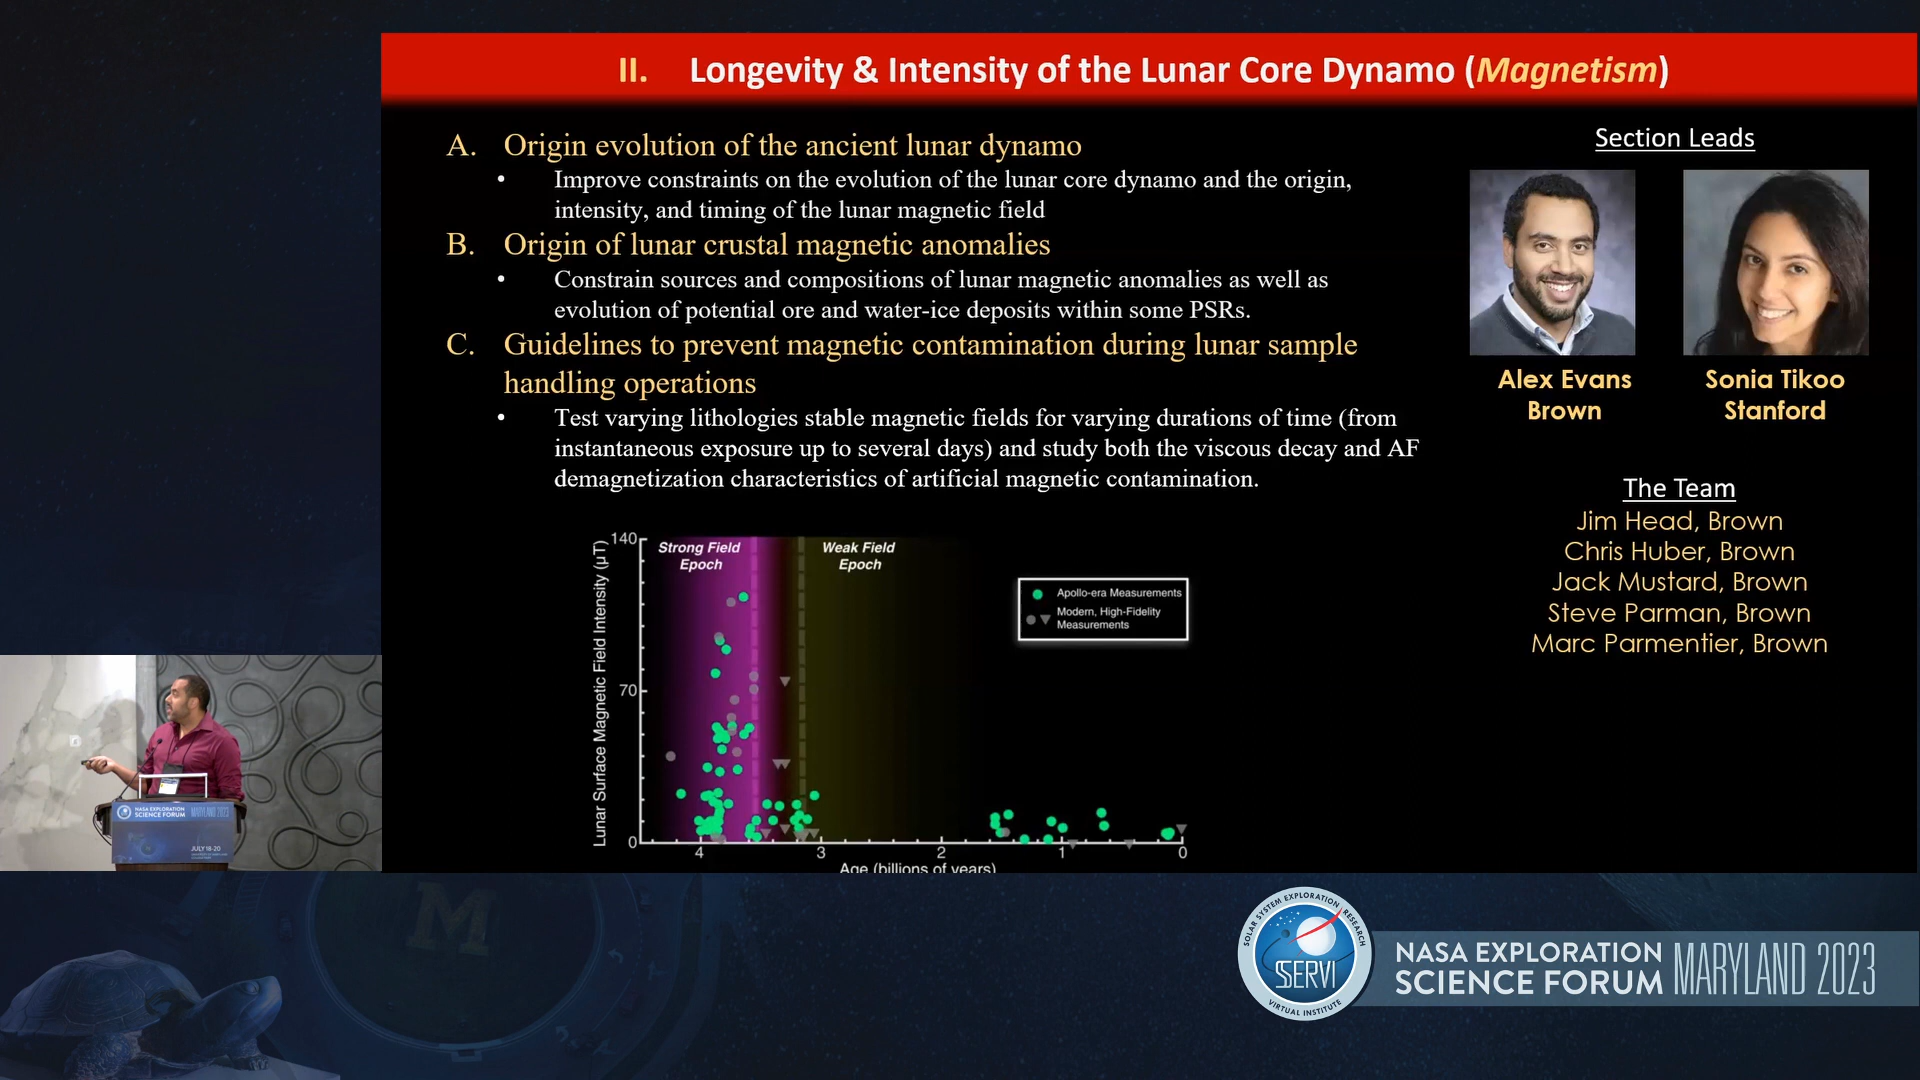 II. Longevity & Intensity of the Lunar Core Dynamo (Magnetism)
A. Origin evolution of the ancient lunar dynamo
• Improve constraints on the evolution of the lunar core dynamo and the origin,
intensity, and timing of the lunar magnetic field
B. Origin of lunar crustal magnetic anomalies
• Constrain sources and compositions of lunar magnetic anomalies as well as
evolution of potential ore and water-ice deposits within some PSRs.
C. Guidelines to prevent magnetic contamination during lunar sample
handling operations
• Test varying lithologies stable magnetic fields for varying durations of time (from
instantaneous exposure up to several days) and study both the viscous decay and AF
demagnetization characteristics of artificial magnetic contamination.
Section Leads
Alex Evans
Brown
Sonia Tikoo
Stanford
The Team
Jim Head, Brown
Chris Huber, Brown
Jack Mustard, Brown
Steve Parman, Brown
Marc Parmentier, Brown
Lunar Surface Magnetic Field Intensity (μT)
140
70
0
Strong Field
Epoch
Weak Field
Epoch
Apollo-era Measurements
Modern, High-Fidelity
Measurements
4 3 2 1 0
Age (billions of years)
NASA EXPLORATION
SCIENCE FORUM
MARYLAND 2023
JULY 18-20
M
SOLAR SYSTEM EXPLORATION RESEARCH
SSERVI
VIRTUAL INSTITUTE
NASA EXPLORATION
SCIENCE FORUM
MARYLAND 2023